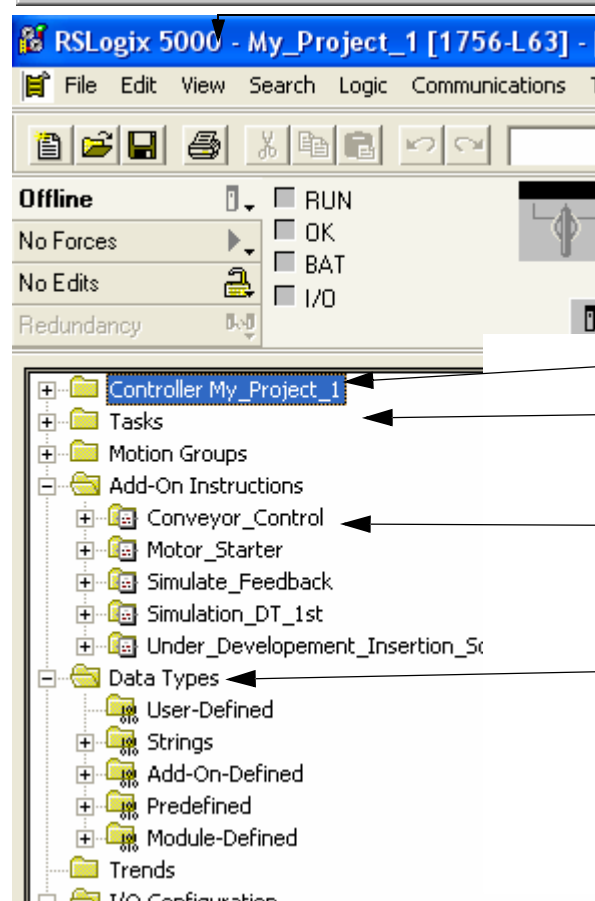 RSLogix 5000 - My_Project_1 [1756-L63] -
File Edit View Search Logic Communications
Offline
RUN
No Forces
OK
BAT
No Edits
I/O
Redundancy
Controller My_Project_1
Tasks
Motion Groups
Add-On Instructions
Conveyor_Control
Motor_Starter
Simulate_Feedback
Simulation_DT_1st
Under_Developement_Insertion_So
Data Types
User-Defined
Strings
Add-On-Defined
Predefined
Module-Defined
Trends
I/O Configuration